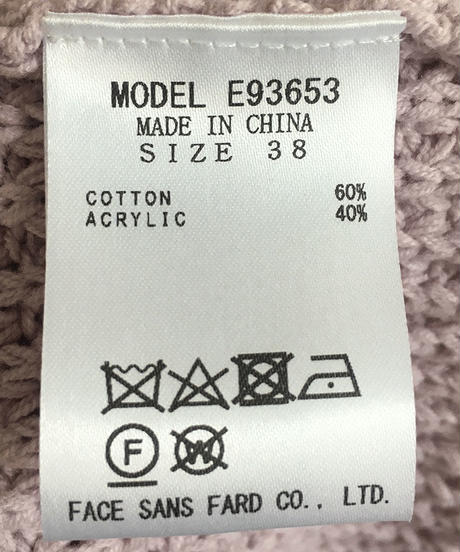 MODEL E93653
MADE IN CHINA
SIZE 38
COTTON 60%
ACRYLIC 40%
F W
FACE SANS FARD CO., LTD.